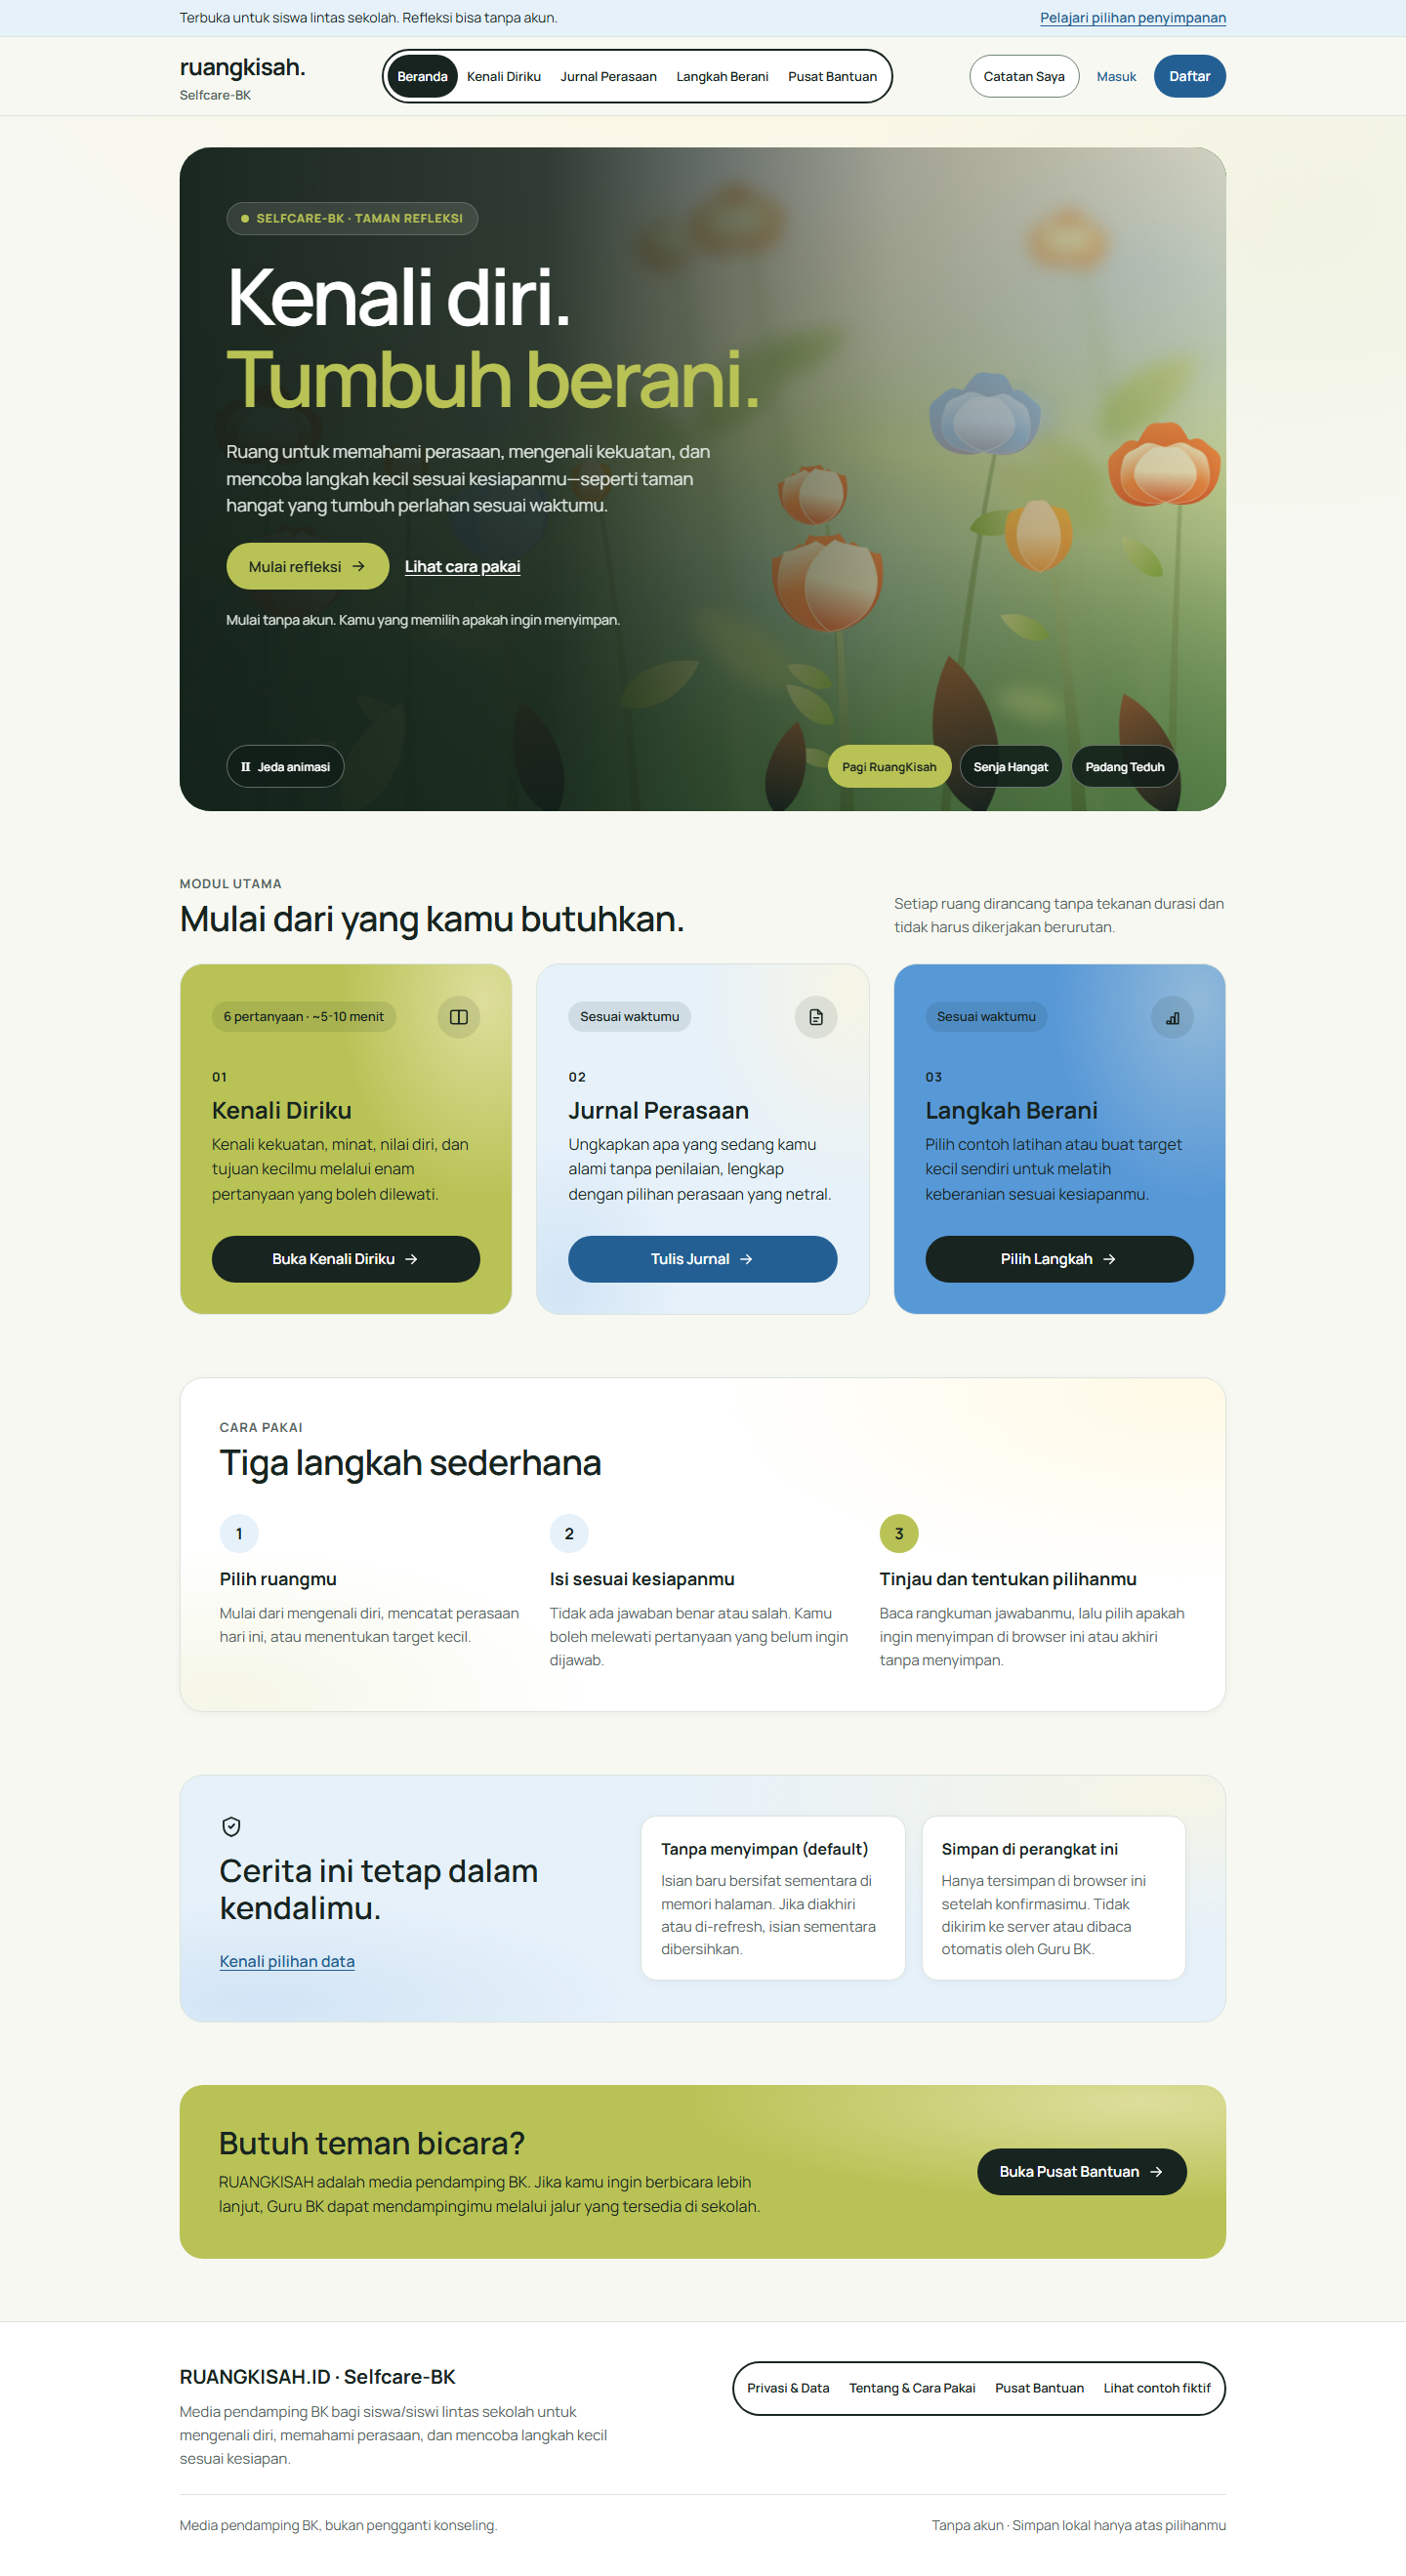 Terbuka untuk siswa lintas sekolah. Refleksi bisa tanpa akun.
Pelajari pilihan penyimpanan
ruangkisah.
Selfcare-BK
Beranda
Kenali Diriku
Jurnal Perasaan
Langkah Berani
Pusat Bantuan
Catatan Saya
Masuk
Daftar
SELFCARE-BK · TAMAN REFLEKSI
Kenali diri.
Tumbuh berani.
Ruang untuk memahami perasaan, mengenali kekuatan, dan
mencoba langkah kecil sesuai kesiapanmu—seperti taman
hangat yang tumbuh perlahan sesuai waktumu.
Mulai refleksi →
Lihat cara pakai
Mulai tanpa akun. Kamu yang memilih apakah ingin menyimpan.
Jeda animasi
Pagi RuangKisah
Senja Hangat
Padang Teduh
MODUL UTAMA
Mulai dari yang kamu butuhkan.
Setiap ruang dirancang tanpa tekanan durasi dan
tidak harus dikerjakan berurutan.
6 pertanyaan · ~5-10 menit
01
Kenali Diriku
Kenali kekuatan, minat, nilai diri, dan
tujuan kecilmu melalui enam
pertanyaan yang boleh dilewati.
Buka Kenali Diriku →
Sesuai waktumu
02
Jurnal Perasaan
Ungkapkan apa yang sedang kamu
alami tanpa penilaian, lengkap
dengan pilihan perasaan yang netral.
Tulis Jurnal →
Sesuai waktumu
03
Langkah Berani
Pilih contoh latihan atau buat target
kecil sendiri untuk melatih
keberanian sesuai kesiapanmu.
Pilih Langkah →
CARA PAKAI
Tiga langkah sederhana
1
Pilih ruangmu
Mulai dari mengenali diri, mencatat perasaan
hari ini, atau menentukan target kecil.
2
Isi sesuai kesiapanmu
Tidak ada jawaban benar atau salah. Kamu
boleh melewati pertanyaan yang belum ingin
dijawab.
3
Tinjau dan tentukan pilihanmu
Baca rangkuman jawabanmu, lalu pilih apakah
ingin menyimpan di browser ini atau akhiri
tanpa menyimpan.
Cerita ini tetap dalam
kendalimu.
Kenali pilihan data
Tanpa menyimpan (default)
Isian baru bersifat sementara di
memori halaman. Jika diakhiri
atau di-refresh, isian sementara
dibersihkan.
Simpan di perangkat ini
Hanya tersimpan di browser ini
setelah konfirmasimu. Tidak
dikirim ke server atau dibaca
otomatis oleh Guru BK.
Butuh teman bicara?
RUANGKISAH adalah media pendamping BK. Jika kamu ingin berbicara lebih
lanjut, Guru BK dapat mendampingimu melalui jalur yang tersedia di sekolah.
Buka Pusat Bantuan →
RUANGKISAH.ID · Selfcare-BK
Media pendamping BK bagi siswa/siswi lintas sekolah untuk
mengenali diri, memahami perasaan, dan mencoba langkah kecil
sesuai kesiapan.
Privasi & Data
Tentang & Cara Pakai
Pusat Bantuan
Lihat contoh fiktif
Media pendamping BK, bukan pengganti konseling.
Tanpa akun · Simpan lokal hanya atas pilihanmu